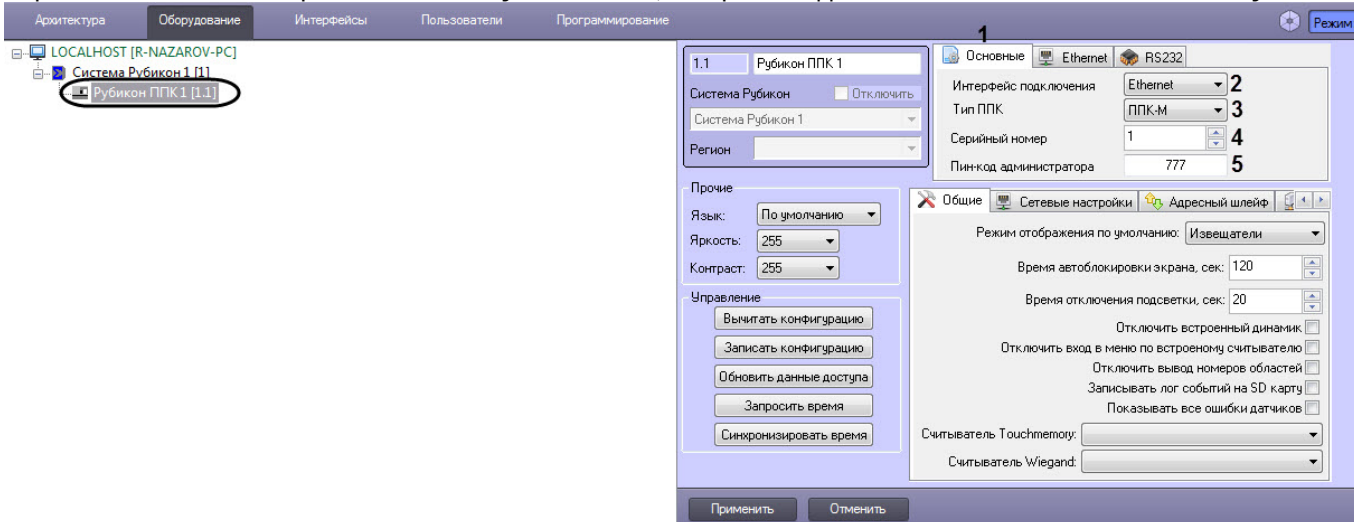 Архитектура Оборудование Интерфейсы Пользователи Программирование Режим
LOCALHOST [R-NAZAROV-PC]
Система Рубикон 1 [1]
Рубикон ППК 1 [1.1]
1.1 Рубикон ППК 1
Система Рубикон Отключить
Система Рубикон 1
Регион
1
Основные Ethernet RS232
Интерфейс подключения Ethernet 2
Тип ППК ППК-М 3
Серийный номер 1 4
Пин-код администратора 777 5
Прочие
Язык: По умолчанию
Яркость: 255
Контраст: 255
Управление
Вычитать конфигурацию
Записать конфигурацию
Обновить данные доступа
Запросить время
Синхронизировать время
Общие Сетевые настройки Адресный шлейф
Режим отображения по умолчанию: Извещатели
Время автоблокировки экрана, сек: 120
Время отключения подсветки, сек: 20
Отключить встроенный динамик
Отключить вход в меню по встроеному считывателю
Отключить вывод номеров областей
Записывать лог событий на SD карту
Показывать все ошибки датчиков
Считыватель Touchmemory:
Считыватель Wiegand:
Применить Отменить